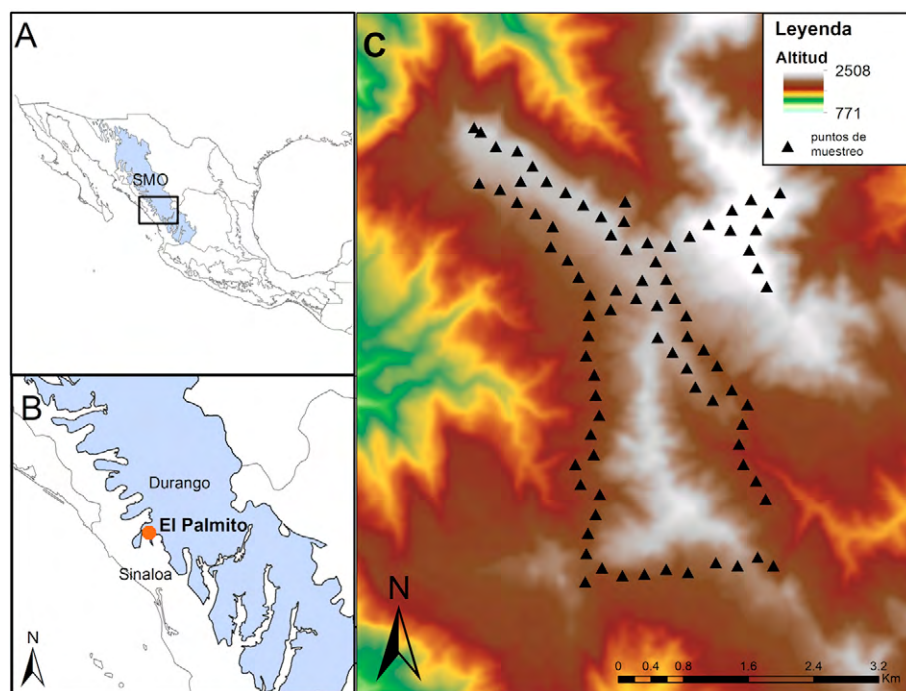 A
SMO
B
Durango
El Palmito
Sinaloa
N
C
Leyenda
Altitud
2508
771
puntos de
muestreo
N
0 0.4 0.8 1.6 2.4 3.2
Km